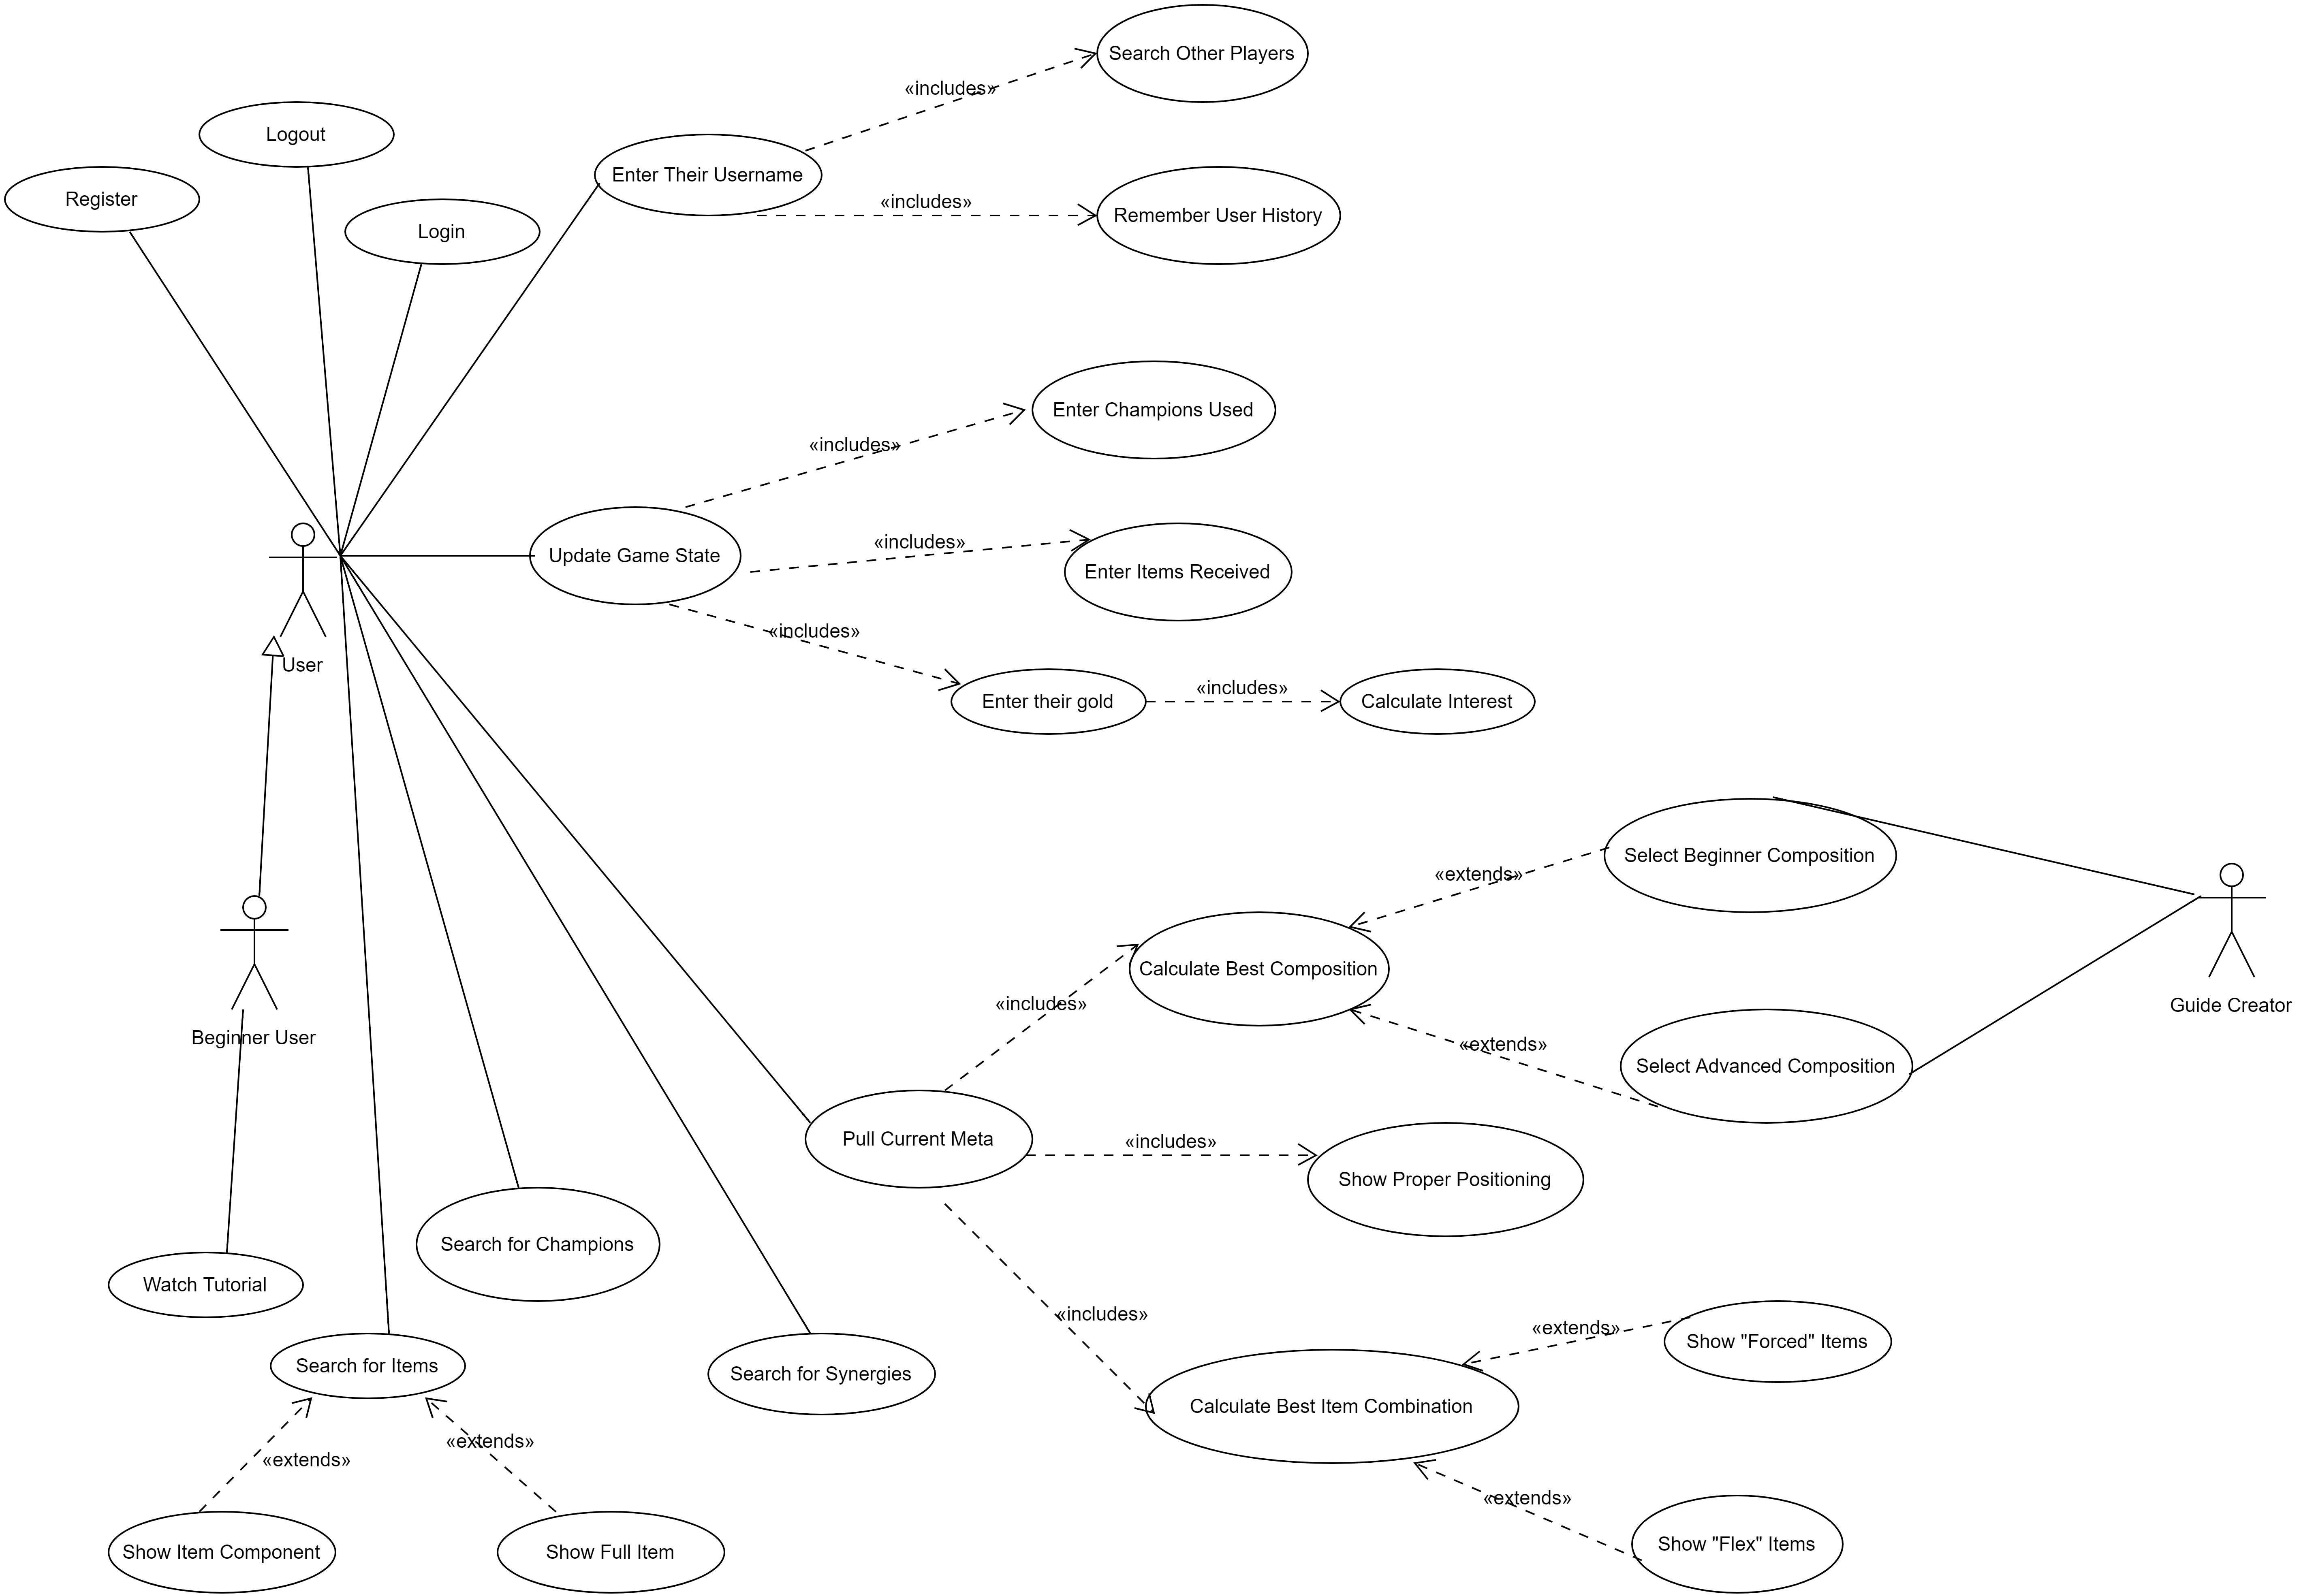 Search Other Players
«includes»
Logout
Enter Their Username
Register
«includes»
Remember User History
Login
Enter Champions Used
«includes»
«includes»
Update Game State
Enter Items Received
«includes»
User
«includes»
Enter their gold
Calculate Interest
Select Beginner Composition
«extends»
Calculate Best Composition
«includes»
Guide Creator
Beginner User
«extends»
Select Advanced Composition
Pull Current Meta
«includes»
Show Proper Positioning
Search for Champions
Watch Tutorial
«includes»
«extends»
Show "Forced" Items
Search for Items
Search for Synergies
Calculate Best Item Combination
«extends»
«extends»
«extends»
Show "Flex" Items
Show Item Component
Show Full Item